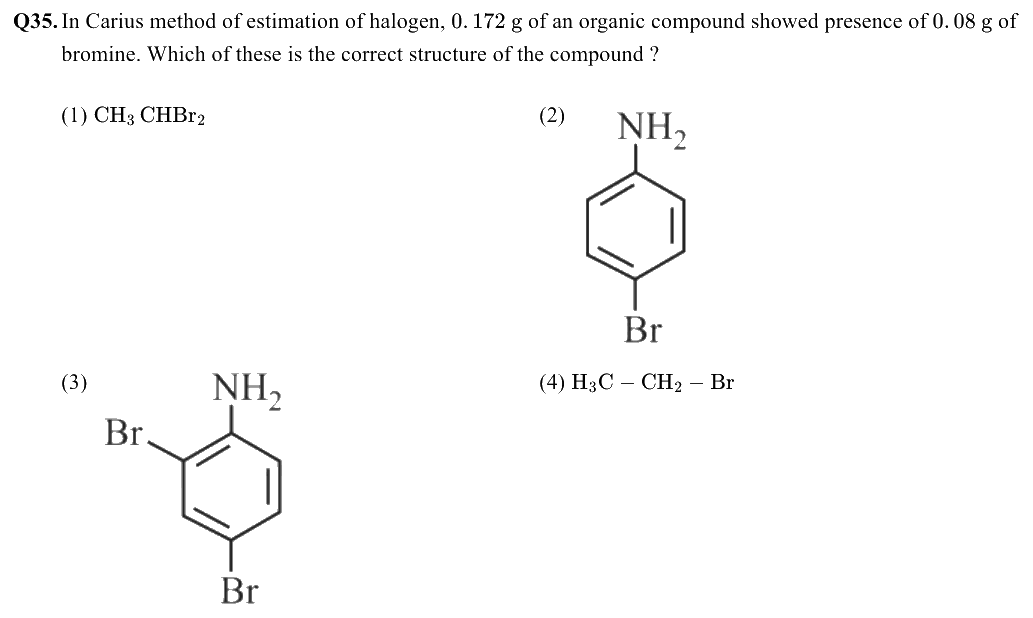 Q35. In Carius method of estimation of halogen, 0.172 g of an organic compound showed presence of 0.08 g of
bromine. Which of these is the correct structure of the compound ?
(1) CH₃ CHBr₂
(2)
NH₂
Br
(3)
NH₂
Br
Br
(4) H₃C – CH₂ – Br